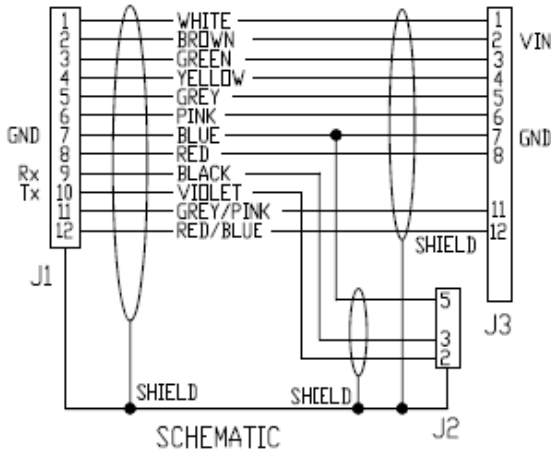 1 WHITE 1
2 BROWN 2 VIN
3 GREEN 3
4 YELLOW 4
5 GREY 5
6 PINK 6
GND 7 BLUE 7 GND
8 RED 8
Rx 9 BLACK
Tx 10 VIOLET
11 GREY/PINK 11
12 RED/BLUE 12
SHIELD
J1
5
J3
3
2
SHIELD SHIELD
J2
SCHEMATIC